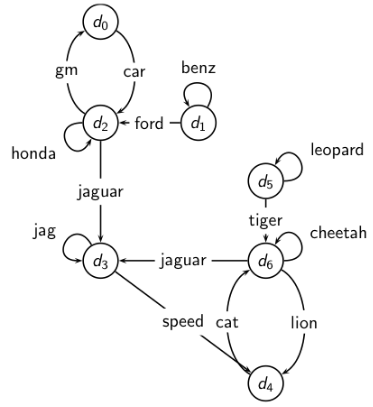 d0
gm
car
benz
d2
ford
d1
honda
leopard
d5
jaguar
tiger
jag
cheetah
d3
jaguar
d6
speed
cat
lion
d4